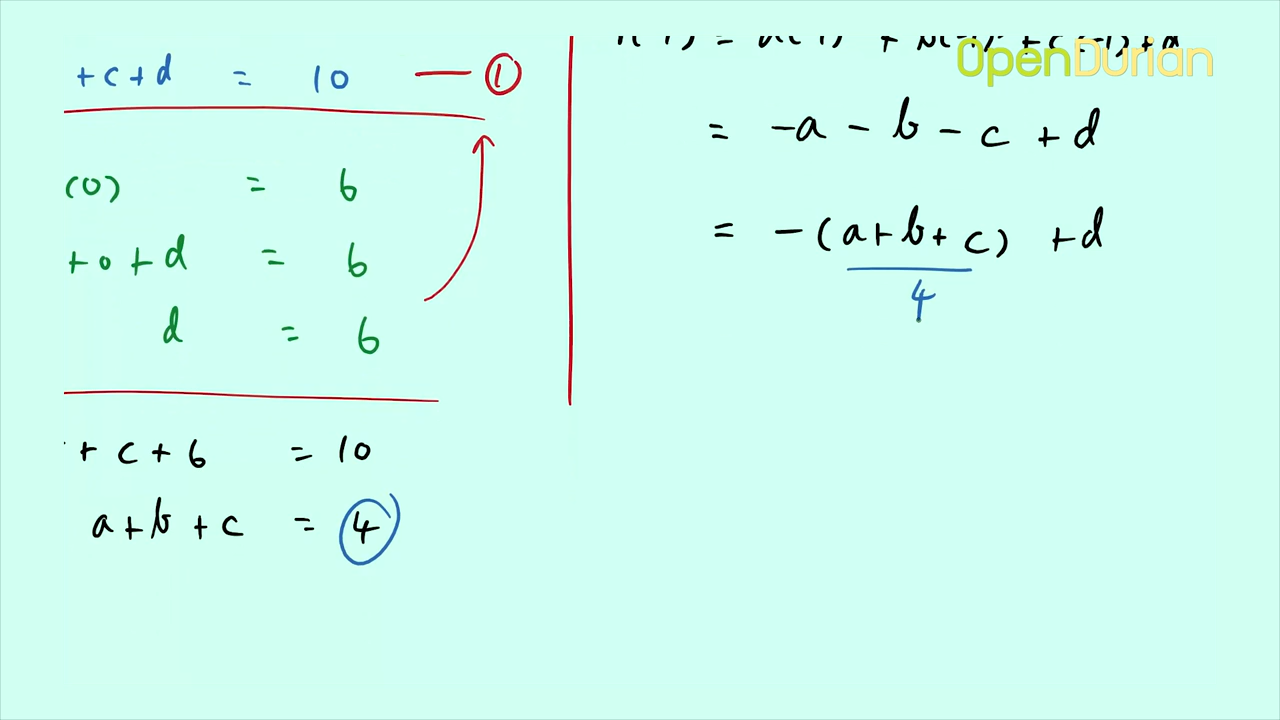 +c+d = 10 — ①
(0) = 6
+0+d = 6
d = 6
+ c + 6 = 10
a+b+c = 4
OpenDurian
= -a - b - c + d
= -(a+b+c) +d
4